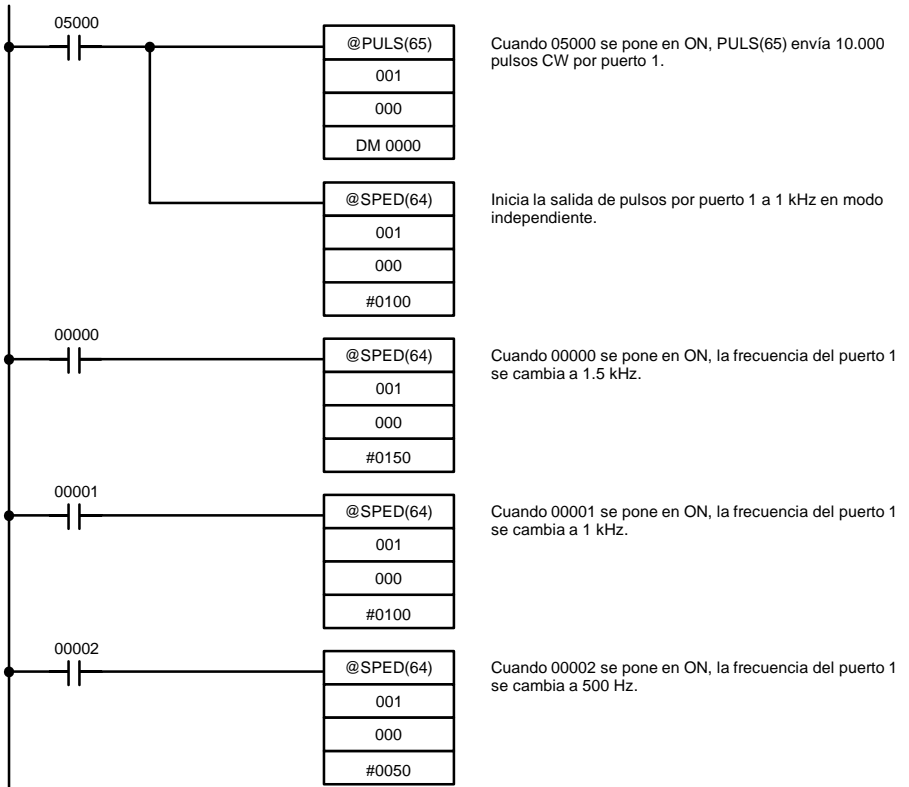 05000
@PULS(65)
001
000
DM 0000
Cuando 05000 se pone en ON, PULS(65) envía 10.000
pulsos CW por puerto 1.
@SPED(64)
001
000
#0100
Inicia la salida de pulsos por puerto 1 a 1 kHz en modo
independiente.
00000
@SPED(64)
001
000
#0150
Cuando 00000 se pone en ON, la frecuencia del puerto 1
se cambia a 1.5 kHz.
00001
@SPED(64)
001
000
#0100
Cuando 00001 se pone en ON, la frecuencia del puerto 1
se cambia a 1 kHz.
00002
@SPED(64)
001
000
#0050
Cuando 00002 se pone en ON, la frecuencia del puerto 1
se cambia a 500 Hz.